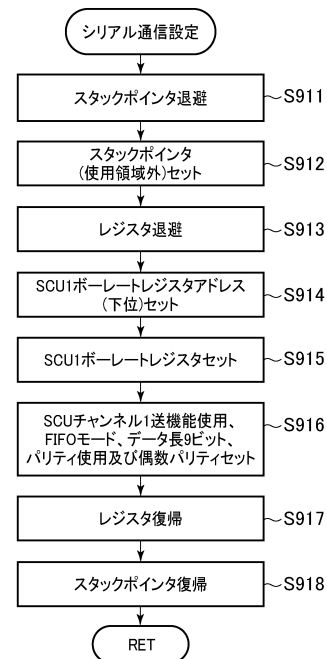 シリアル通信設定
スタックポインタ退避
S911
スタックポインタ
(使用領域外)セット
S912
レジスタ退避
S913
SCU1ボーレートレジスタアドレス
(下位)セット
S914
SCU1ボーレートレジスタセット
S915
SCUチャンネル1送機能使用、
FIFOモード、データ長9ビット、
パリティ使用及び偶数パリティセット
S916
レジスタ復帰
S917
スタックポインタ復帰
S918
RET